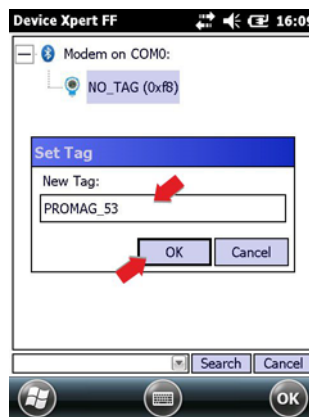 Device Xpert FF 16:09
Modem on COM0:
NO_TAG (0xf8)
Set Tag
New Tag:
PROMAG_53
OK Cancel
Search Cancel
OK